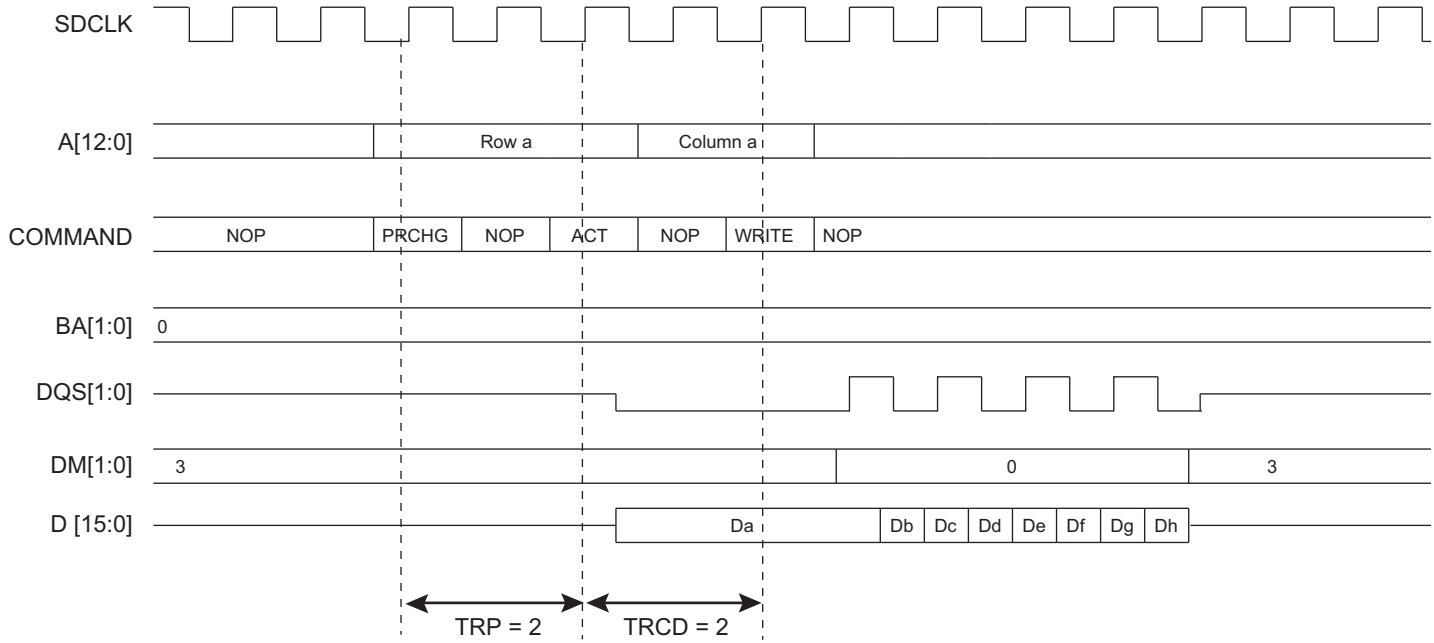 SDCLK
A[12:0] Row a Column a
COMMAND NOP PRCHG NOP ACT NOP WRITE NOP
BA[1:0] 0
DQS[1:0]
DM[1:0] 3 0 3
D [15:0] Da Db Dc Dd De Df Dg Dh
TRP = 2 TRCD = 2